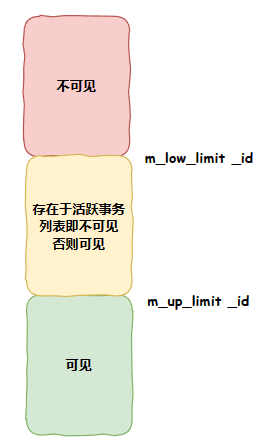 不可见
m_low_limit _id
存在于活跃事务
列表即不可见
否则可见
m_up_limit _id
可见